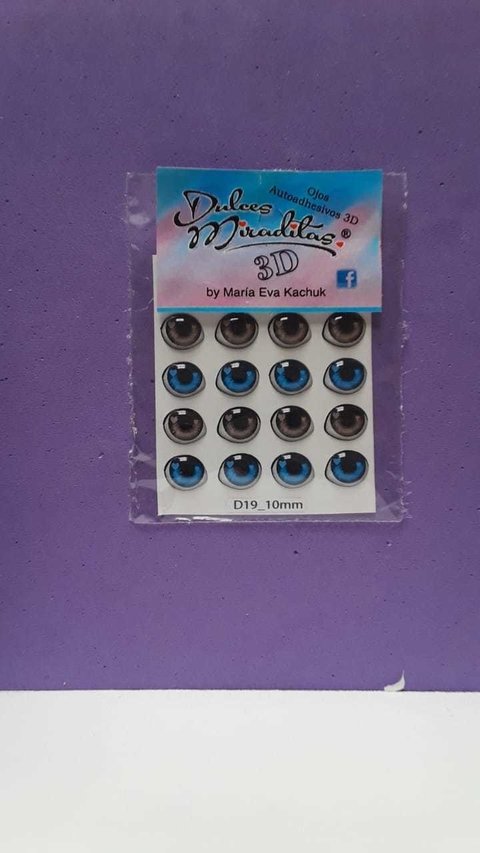 Ojos
Autoadhesivos 3D
Dulces
Miraditas®
3D
f
by María Eva Kachuk
D19_10mm